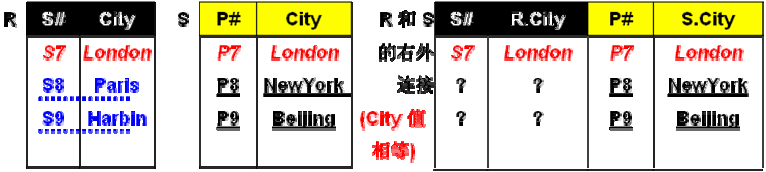 R S# City S P# City R 和 S S# R.City P# S.City
S7 London P7 London 的右外 S7 London P7 London
S8 Paris P8 NewYork 连接 ? ? P8 NewYork
S9 Harbin P9 Beijing (City 值 ? ? P9 Beijing
相等)